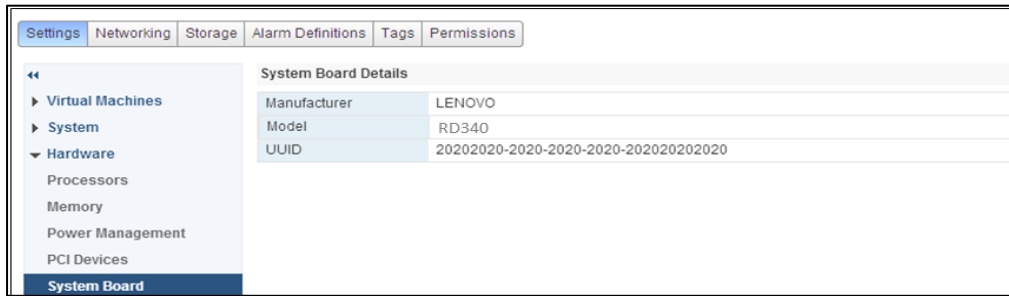 Settings Networking Storage Alarm Definitions Tags Permissions
Virtual Machines
System
Hardware
Processors
Memory
Power Management
PCI Devices
System Board
System Board Details
Manufacturer LENOVO
Model RD340
UUID 20202020-2020-2020-2020-202020202020